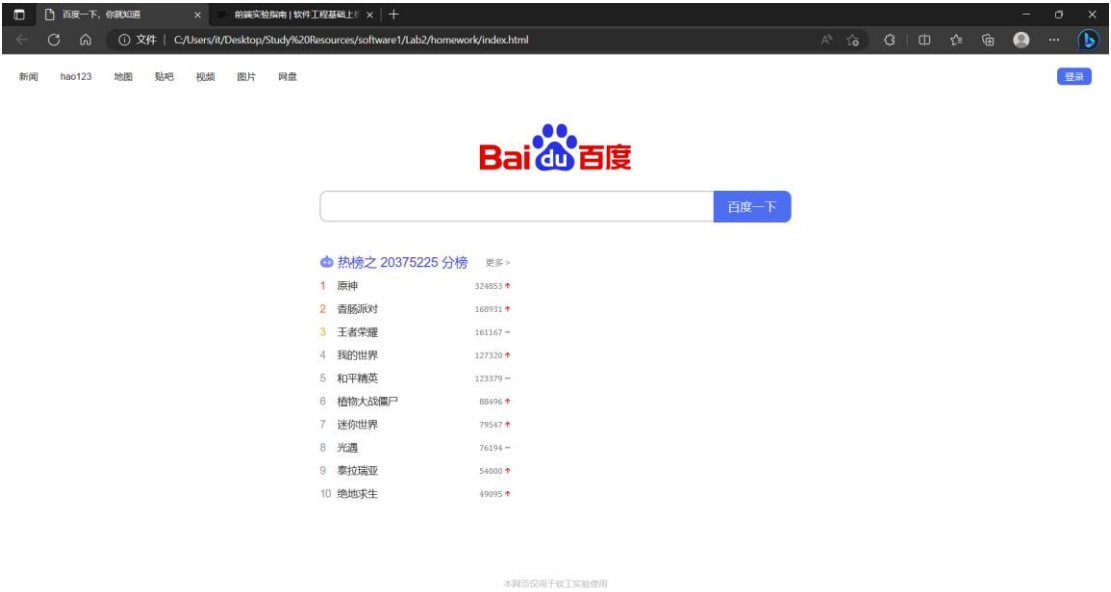 百度一下，你就知道
前端实验指南 | 软件工程基础上
文件 | C:/Users/it/Desktop/Study%20Resources/software1/Lab2/homework/index.html
新闻 hao123 地图 贴吧 视频 图片 网盘 登录
Bai du 百度
百度一下
热榜之 20375225 分榜 更多 >
1 原神 324853 ↑
2 香肠派对 168931 ↑
3 王者荣耀 161167 −
4 我的世界 127320 ↑
5 和平精英 123379 −
6 植物大战僵尸 88496 ↑
7 迷你世界 79547 ↑
8 光遇 76194 −
9 泰拉瑞亚 54000 ↑
10 绝地求生 49095 ↑
本网页仅用于软工实验使用